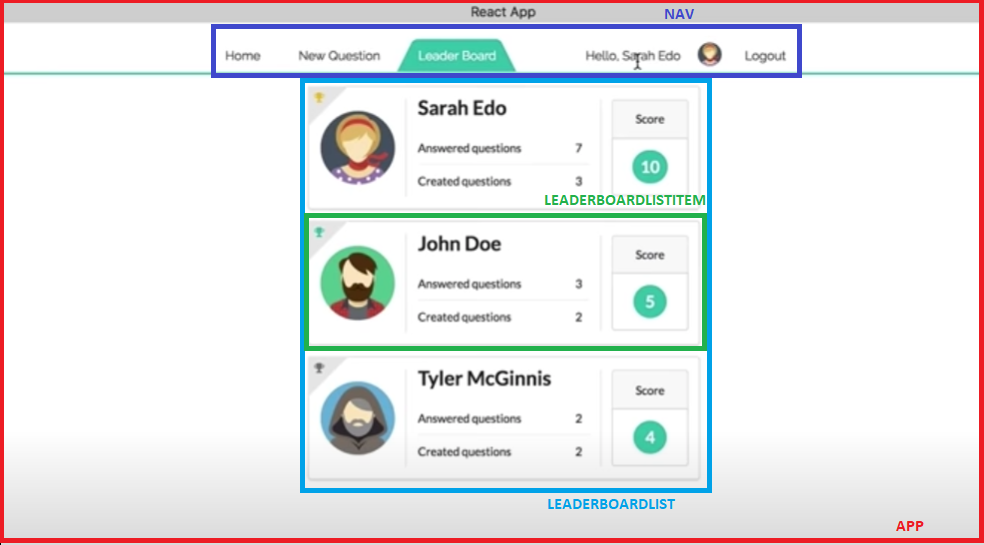 React App
NAV
Home New Question Leader Board Hello, Sarah Edo Logout
Sarah Edo
Score
Answered questions 7
10
Created questions 3
LEADERBOARDLISTITEM
John Doe
Score
Answered questions 3
5
Created questions 2
Tyler McGinnis
Score
Answered questions 2
4
Created questions 2
LEADERBOARDLIST
APP